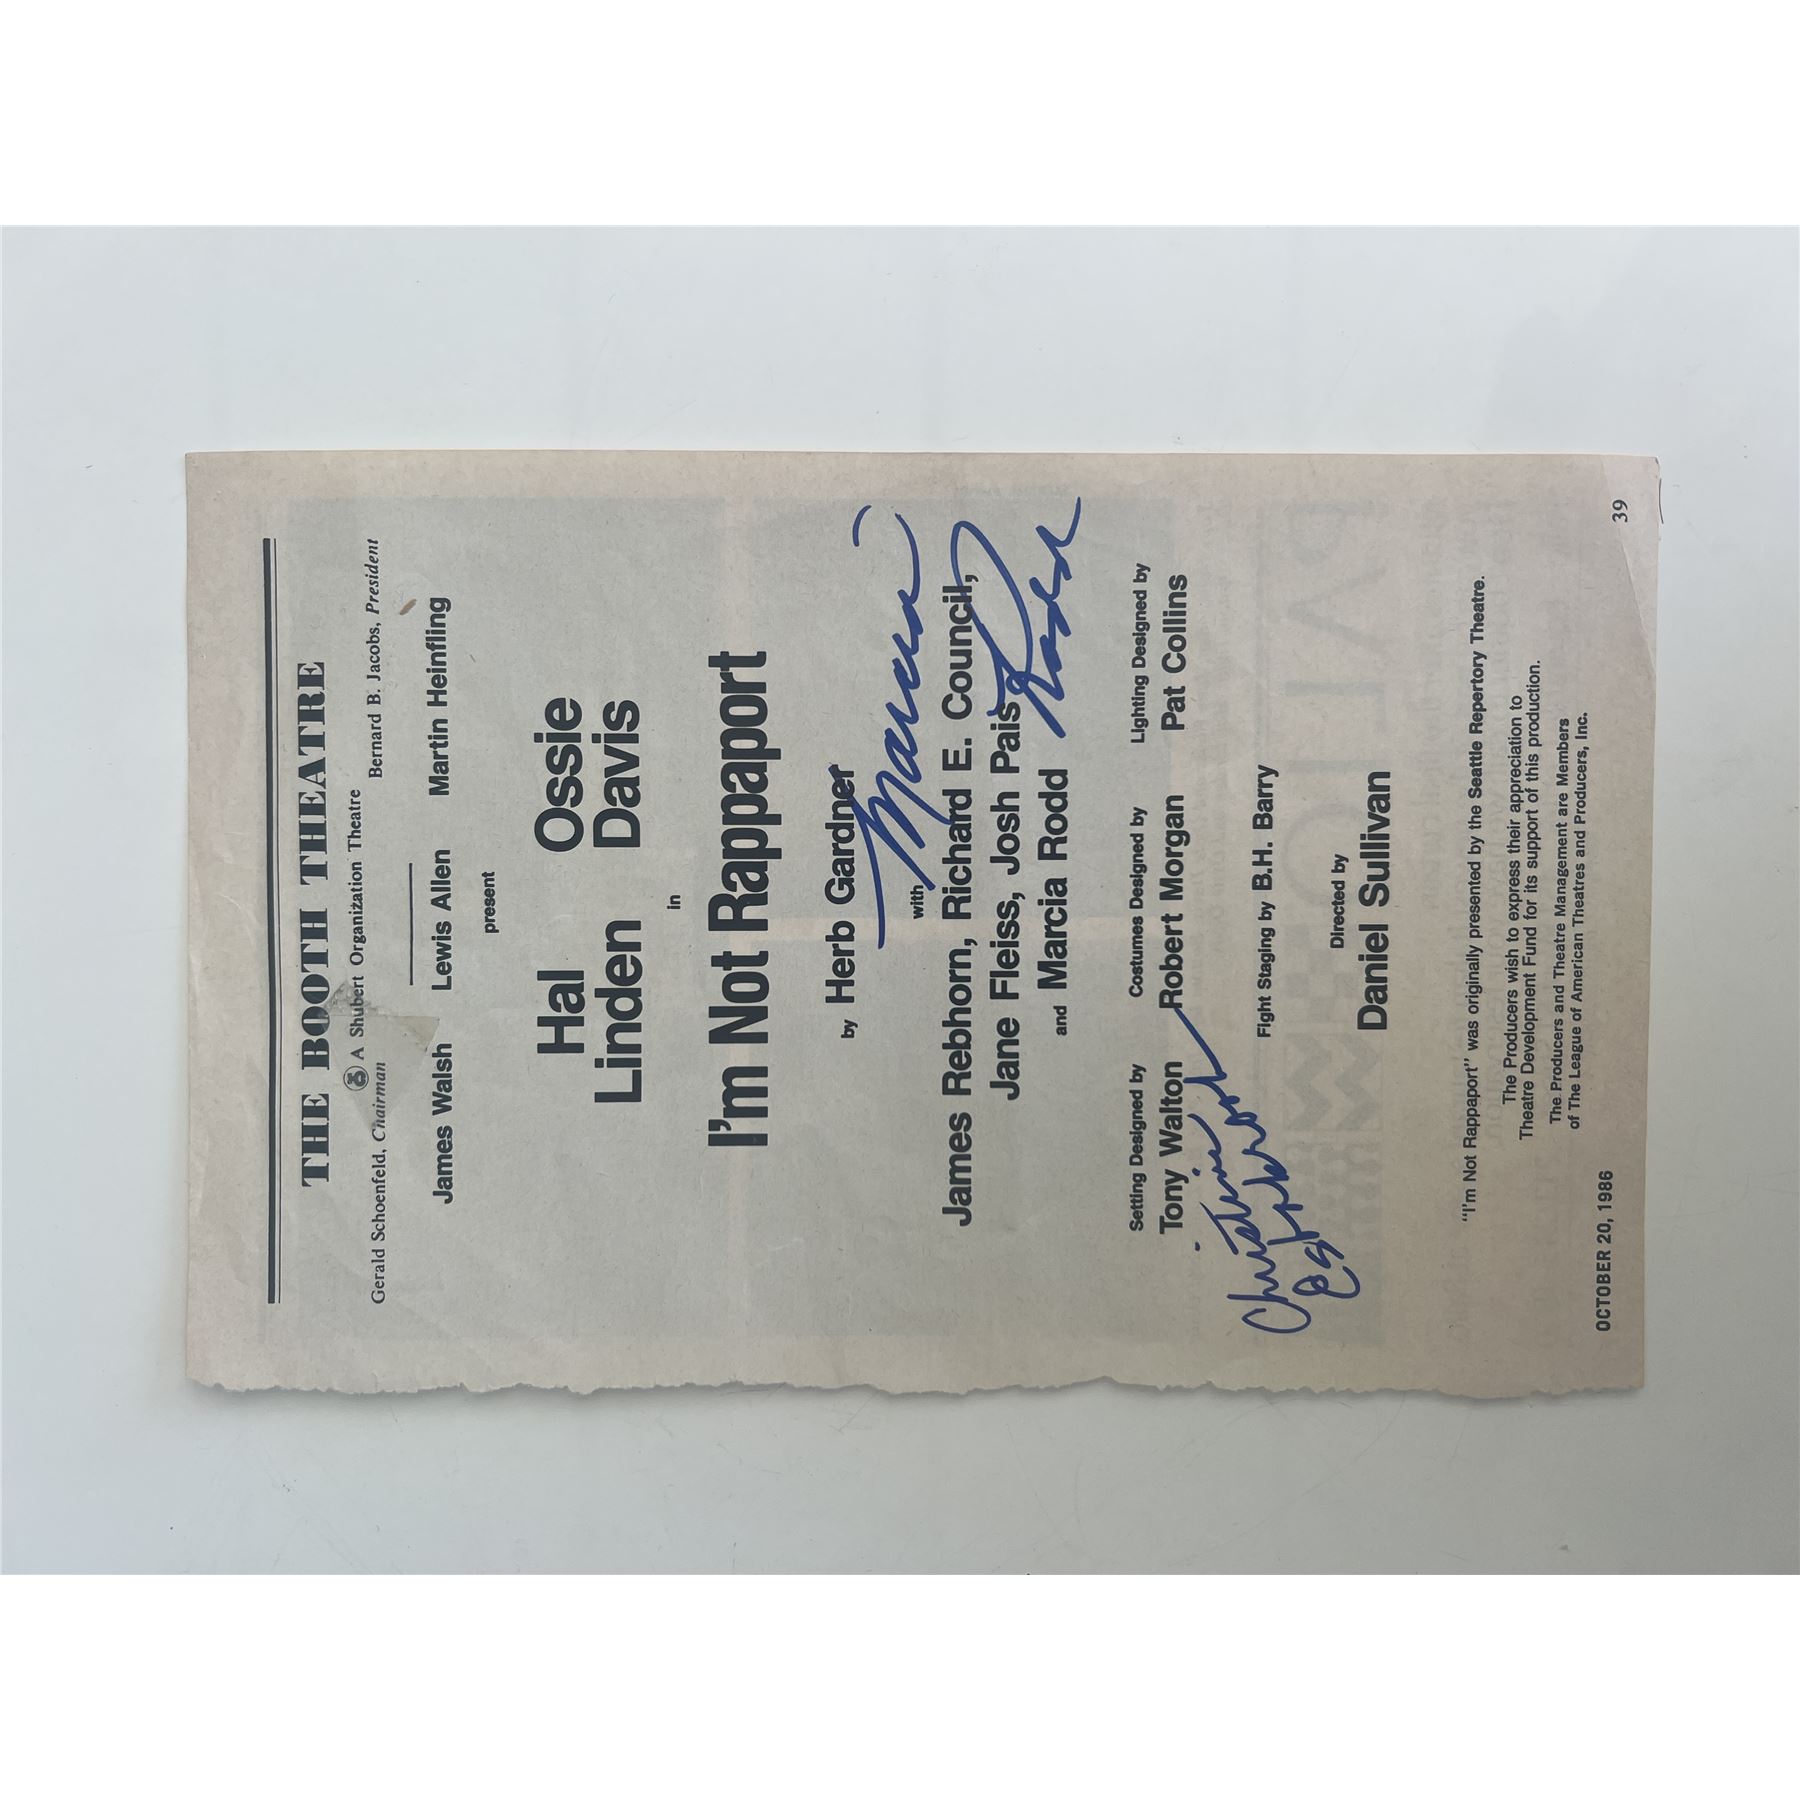 THE BOOTH THEATRE
A Shubert Organization Theatre
Gerald Schoenfeld, Chairman Bernard B. Jacobs, President
James Walsh Lewis Allen Martin Heinfling
present
Hal Ossie
Linden Davis
in
I'm Not Rappaport
by Herb Gardner
Marcia
with
James Rebhorn, Richard E. Council,
Jane Fleiss, Josh Pais
Rodd
and Marcia Rodd
Setting Designed by Costumes Designed by Lighting Designed by
Tony Walton Robert Morgan Pat Collins
Christine
Estabrook
Fight Staging by B.H. Barry
Directed by
Daniel Sullivan
"I'm Not Rappaport" was originally presented by the Seattle Repertory Theatre.
The Producers wish to express their appreciation to
Theatre Development Fund for its support of this production.
The Producers and Theatre Management are Members
of The League of American Theatres and Producers, Inc.
OCTOBER 20, 1986 39